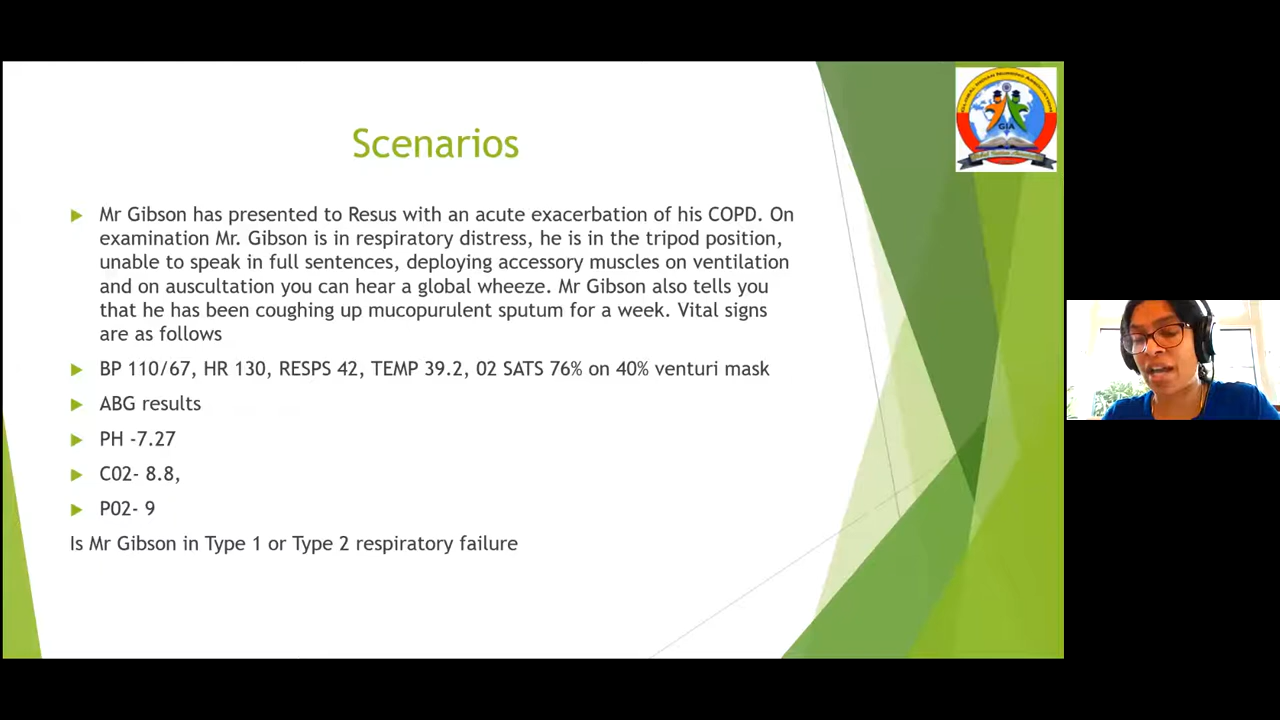 Scenarios
Mr Gibson has presented to Resus with an acute exacerbation of his COPD. On
examination Mr. Gibson is in respiratory distress, he is in the tripod position,
unable to speak in full sentences, deploying accessory muscles on ventilation
and on auscultation you can hear a global wheeze. Mr Gibson also tells you
that he has been coughing up mucopurulent sputum for a week. Vital signs
are as follows
BP 110/67, HR 130, RESPS 42, TEMP 39.2, 02 SATS 76% on 40% venturi mask
ABG results
PH -7.27
C02- 8.8,
P02- 9
Is Mr Gibson in Type 1 or Type 2 respiratory failure
GIA